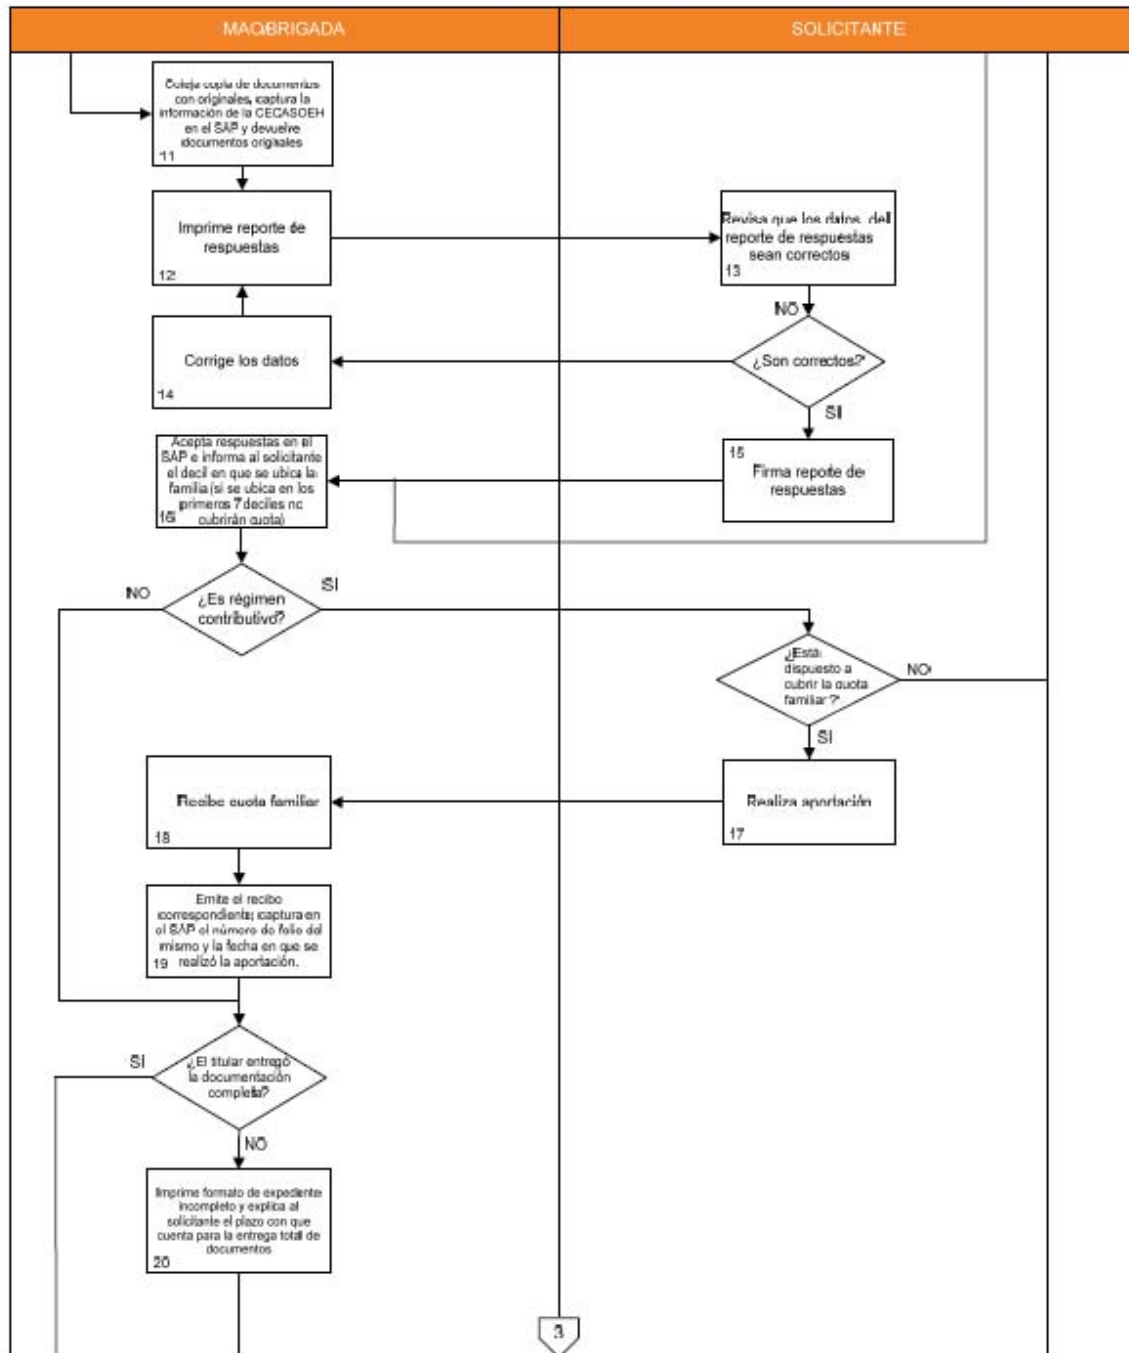 MAO/BRIGADA
SOLICITANTE
Coteja copia de documentos
con originales, captura la
información de la CECASOEH
en el SAP y devuelve
documentos originales
11
Imprime reporte de
respuestas
12
Revisa que los datos del
reporte de respuestas
sean correctos
13
NO
¿Son correctos?
Corrige los datos
14
SI
15
Firma reporte de
respuestas
Acepta respuestas en el
SAP e informa al solicitante
el decil en que se ubica la
familia (si se ubica en los
primeros 7 deciles no
cubrirán cuota)
16
NO
SI
¿Es régimen
contributivo?
¿Está
dispuesto a
cubrir la cuota
familiar?
NO
SI
Recibe cuota familiar
18
Realiza aportación
17
Emite el recibo
correspondiente; captura en
el SAP el número de folio del
mismo y la fecha en que se
realizó la aportación.
19
SI
¿El titular entregó
la documentación
completa?
NO
Imprime formato de expediente
incompleto y explica al
solicitante el plazo con que
cuenta para la entrega total de
documentos
20
3